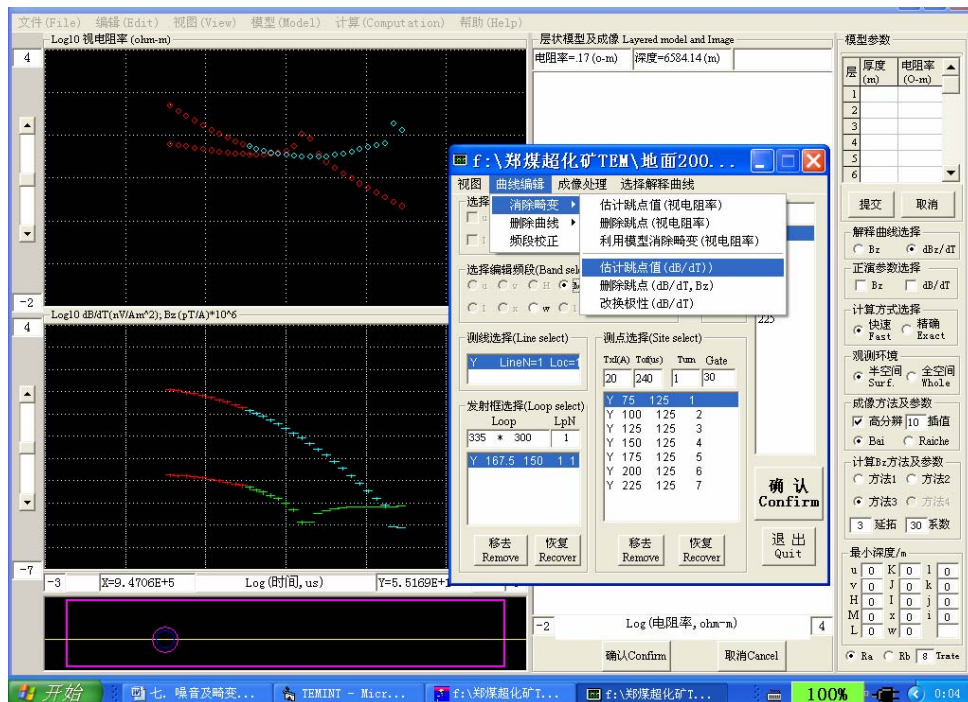 文件(File) 编辑(Edit) 视图(View) 模型(Model) 计算(Computation) 帮助(Help)
Log10 视电阻率(ohm-m)
4
-2
Log10 dB/dT(nV/Am^2); Bz(pT/A)*10^6
4
-7
-3 X=9.4706E+5 Log(时间,us) Y=5.5169E+1
层状模型及成像 Layered model and Image
电阻率=.17(o-m) 深度=6584.14(m)
-2 Log(电阻率,ohm-m) 4
确认Confirm 取消Cancel
f:\郑煤超化矿TEM\地面200...
视图 曲线编辑 成像处理 选择解释曲线
消除畸变
删除曲线
频段校正
估计跳点值(视电阻率)
删除跳点(视电阻率)
利用模型消除畸变(视电阻率)
估计跳点值(dB/dT))
删除跳点(dB/dT,Bz)
改换极性(dB/dT)
选择
选择编辑频段(Band sel
u v H
I x w
225
测线选择(Line select)
Y LineN=1 Loc=1
发射框选择(Loop select)
Loop LpN
335 * 300 1
Y 167.5 150 1 1
移去 Remove
恢复 Recover
测点选择(Site select)
TxI(A) Toff(us) Turn Gate
20 240 1 30
Y 75 125 1
Y 100 125 2
Y 125 125 3
Y 150 125 4
Y 175 125 5
Y 200 125 6
Y 225 125 7
移去 Remove
恢复 Recover
确 认
Confirm
退 出
Quit
模型参数
层 厚度(m) 电阻率(O-m)
1
2
3
4
5
6
提交 取消
解释曲线选择
Bz dBz/dT
正演参数选择
Bz dB/dT
计算方式选择
快速 Fast 精确 Exact
观测环境
半空间 Surf. 全空间 Whole
成像方法及参数
高分辨 10 插值
Bai Raiche
计算Bz方法及参数
方法1 方法2
方法3 方法4
3 延拓 30 系数
最小深度/m
u 0 K 0 l 0
v 0 J 0 k 0
H 0 I 0 j 0
M 0 x 0 i 0
L 0 w 0
Ra Rb 8 Trate
开始 七. 噪音及畸变... TEMINT - Micr... f:\郑煤超化矿T... f:\郑煤超化矿T... 100% 0:04